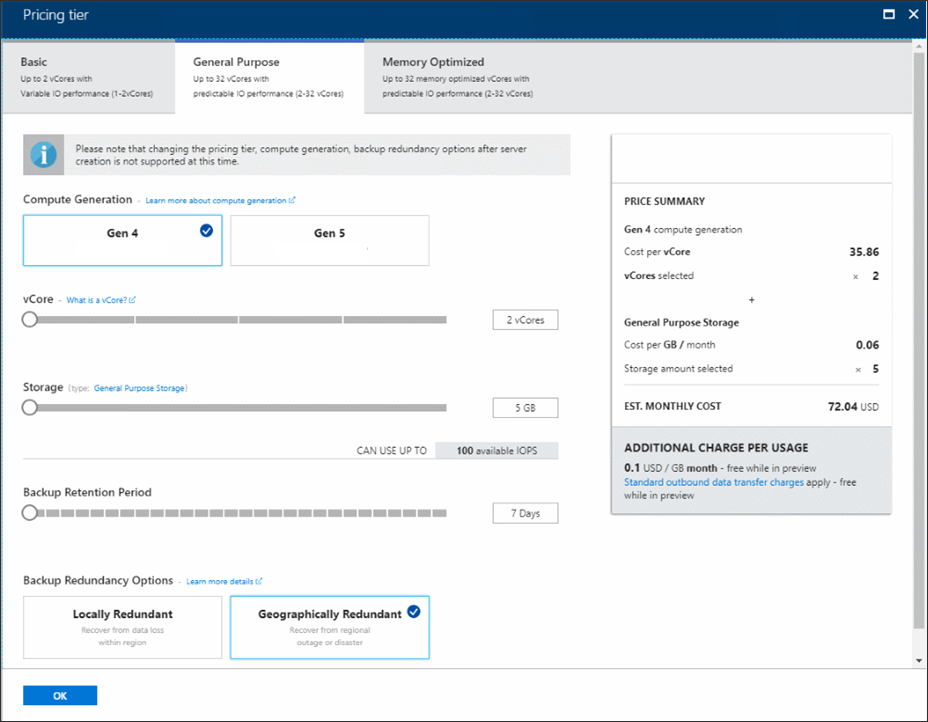 Pricing tier
Basic
Up to 2 vCores with
Variable IO performance (1-2vCores)
General Purpose
Up to 32 vCores with
predictable IO performance (2-32 vCores)
Memory Optimized
Up to 32 memory optimized vCores with
predictable IO performance (2-32 vCores)
Please note that changing the pricing tier, compute generation, backup redundancy options after server
creation is not supported at this time.
Compute Generation - Learn more about compute generation
Gen 4
Gen 5
vCore - What is a vCore?
2 vCores
Storage (type: General Purpose Storage)
5 GB
CAN USE UP TO 100 available IOPS
Backup Retention Period
7 Days
Backup Redundancy Options - Learn more details
Locally Redundant
Recover from data loss
within region
Geographically Redundant
Recover from regional
outage or disaster
OK
PRICE SUMMARY
Gen 4 compute generation
Cost per vCore 35.86
vCores selected × 2
+
General Purpose Storage
Cost per GB / month 0.06
Storage amount selected × 5
EST. MONTHLY COST 72.04 USD
ADDITIONAL CHARGE PER USAGE
0.1 USD / GB month - free while in preview
Standard outbound data transfer charges apply - free
while in preview